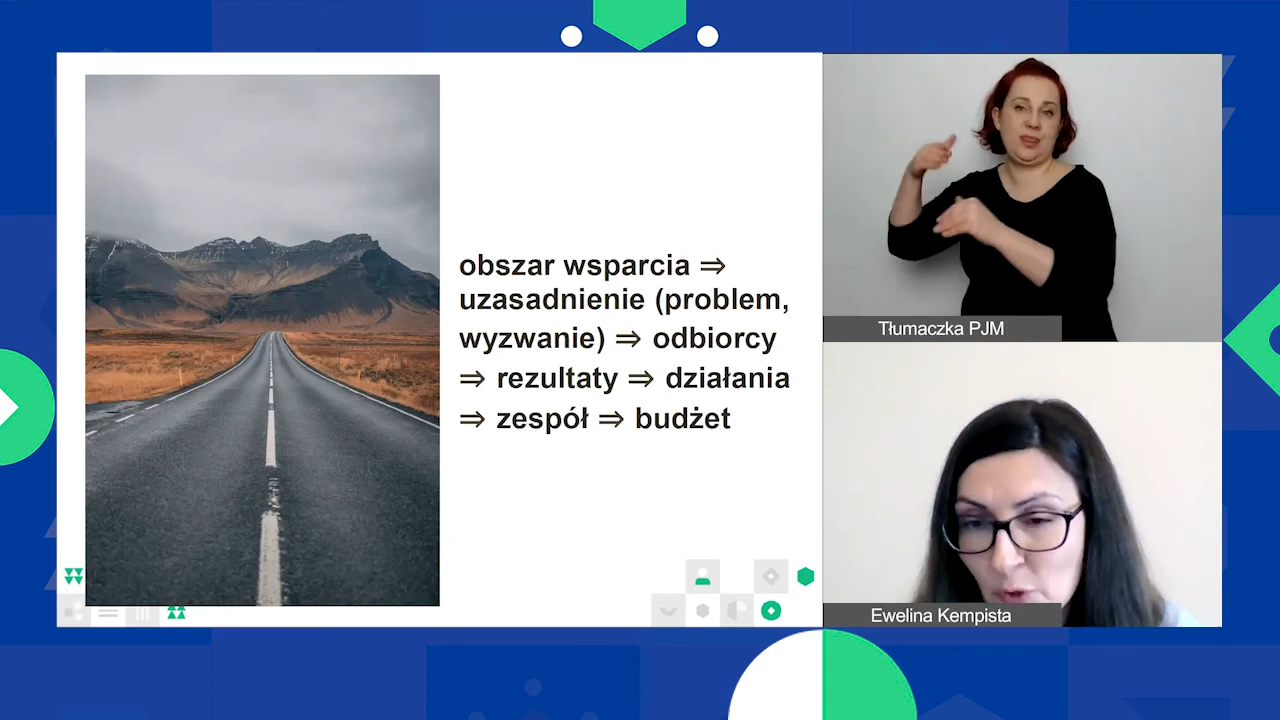 obszar wsparcia ⇒
uzasadnienie (problem,
wyzwanie) ⇒ odbiorcy
⇒ rezultaty ⇒ działania
⇒ zespół ⇒ budżet
Tłumaczka PJM
Ewelina Kempista